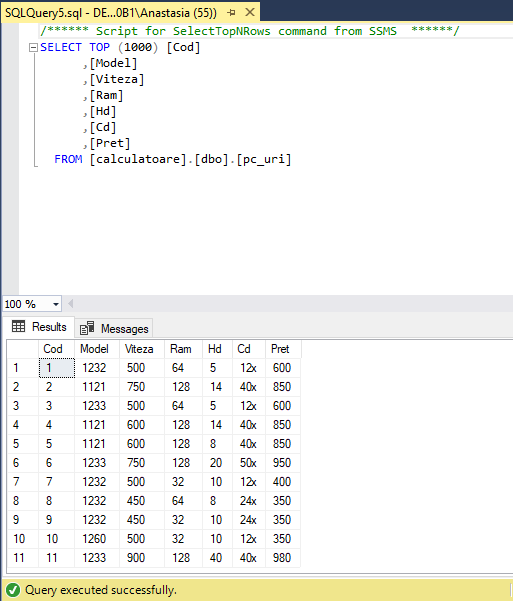 SQLQuery5.sql - DE...0B1\Anastasia (55))
/****** Script for SelectTopNRows command from SSMS  ******/
SELECT TOP (1000) [Cod]
      ,[Model]
      ,[Viteza]
      ,[Ram]
      ,[Hd]
      ,[Cd]
      ,[Pret]
  FROM [calculatoare].[dbo].[pc_uri]
100 %
Results Messages
Cod Model Viteza Ram Hd Cd Pret
1 1 1232 500 64 5 12x 600
2 2 1121 750 128 14 40x 850
3 3 1233 500 64 5 12x 600
4 4 1121 600 128 14 40x 850
5 5 1121 600 128 8 40x 850
6 6 1233 750 128 20 50x 950
7 7 1232 500 32 10 12x 400
8 8 1232 450 64 8 24x 350
9 9 1232 450 32 10 24x 350
10 10 1260 500 32 10 12x 350
11 11 1233 900 128 40 40x 980
Query executed successfully.